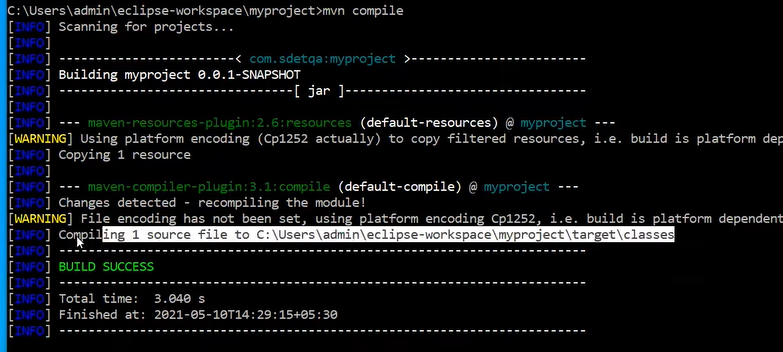 C:\Users\admin\eclipse-workspace\myproject>mvn compile
[INFO] Scanning for projects...
[INFO]
[INFO] -----------------------< com.sdetqa:myproject >------------------------
[INFO] Building myproject 0.0.1-SNAPSHOT
[INFO] --------------------------------[ jar ]---------------------------------
[INFO]
[INFO] --- maven-resources-plugin:2.6:resources (default-resources) @ myproject ---
[WARNING] Using platform encoding (Cp1252 actually) to copy filtered resources, i.e. build is platform dep
[INFO] Copying 1 resource
[INFO]
[INFO] --- maven-compiler-plugin:3.1:compile (default-compile) @ myproject ---
[INFO] Changes detected - recompiling the module!
[WARNING] File encoding has not been set, using platform encoding Cp1252, i.e. build is platform dependent
[INFO] Compiling 1 source file to C:\Users\admin\eclipse-workspace\myproject\target\classes
[INFO] ------------------------------------------------------------------------
[INFO] BUILD SUCCESS
[INFO] ------------------------------------------------------------------------
[INFO] Total time:  3.040 s
[INFO] Finished at: 2021-05-10T14:29:15+05:30
[INFO] ------------------------------------------------------------------------